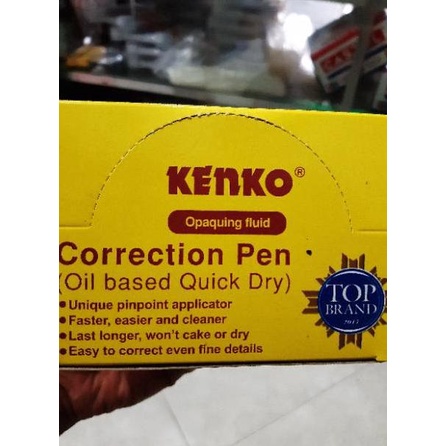 KENKO®
Opaquing fluid
Correction Pen
(Oil based Quick Dry)
•Unique pinpoint applicator
•Faster, easier and cleaner
•Last longer, won't cake or dry
•Easy to correct even fine details
TOP
BRAND